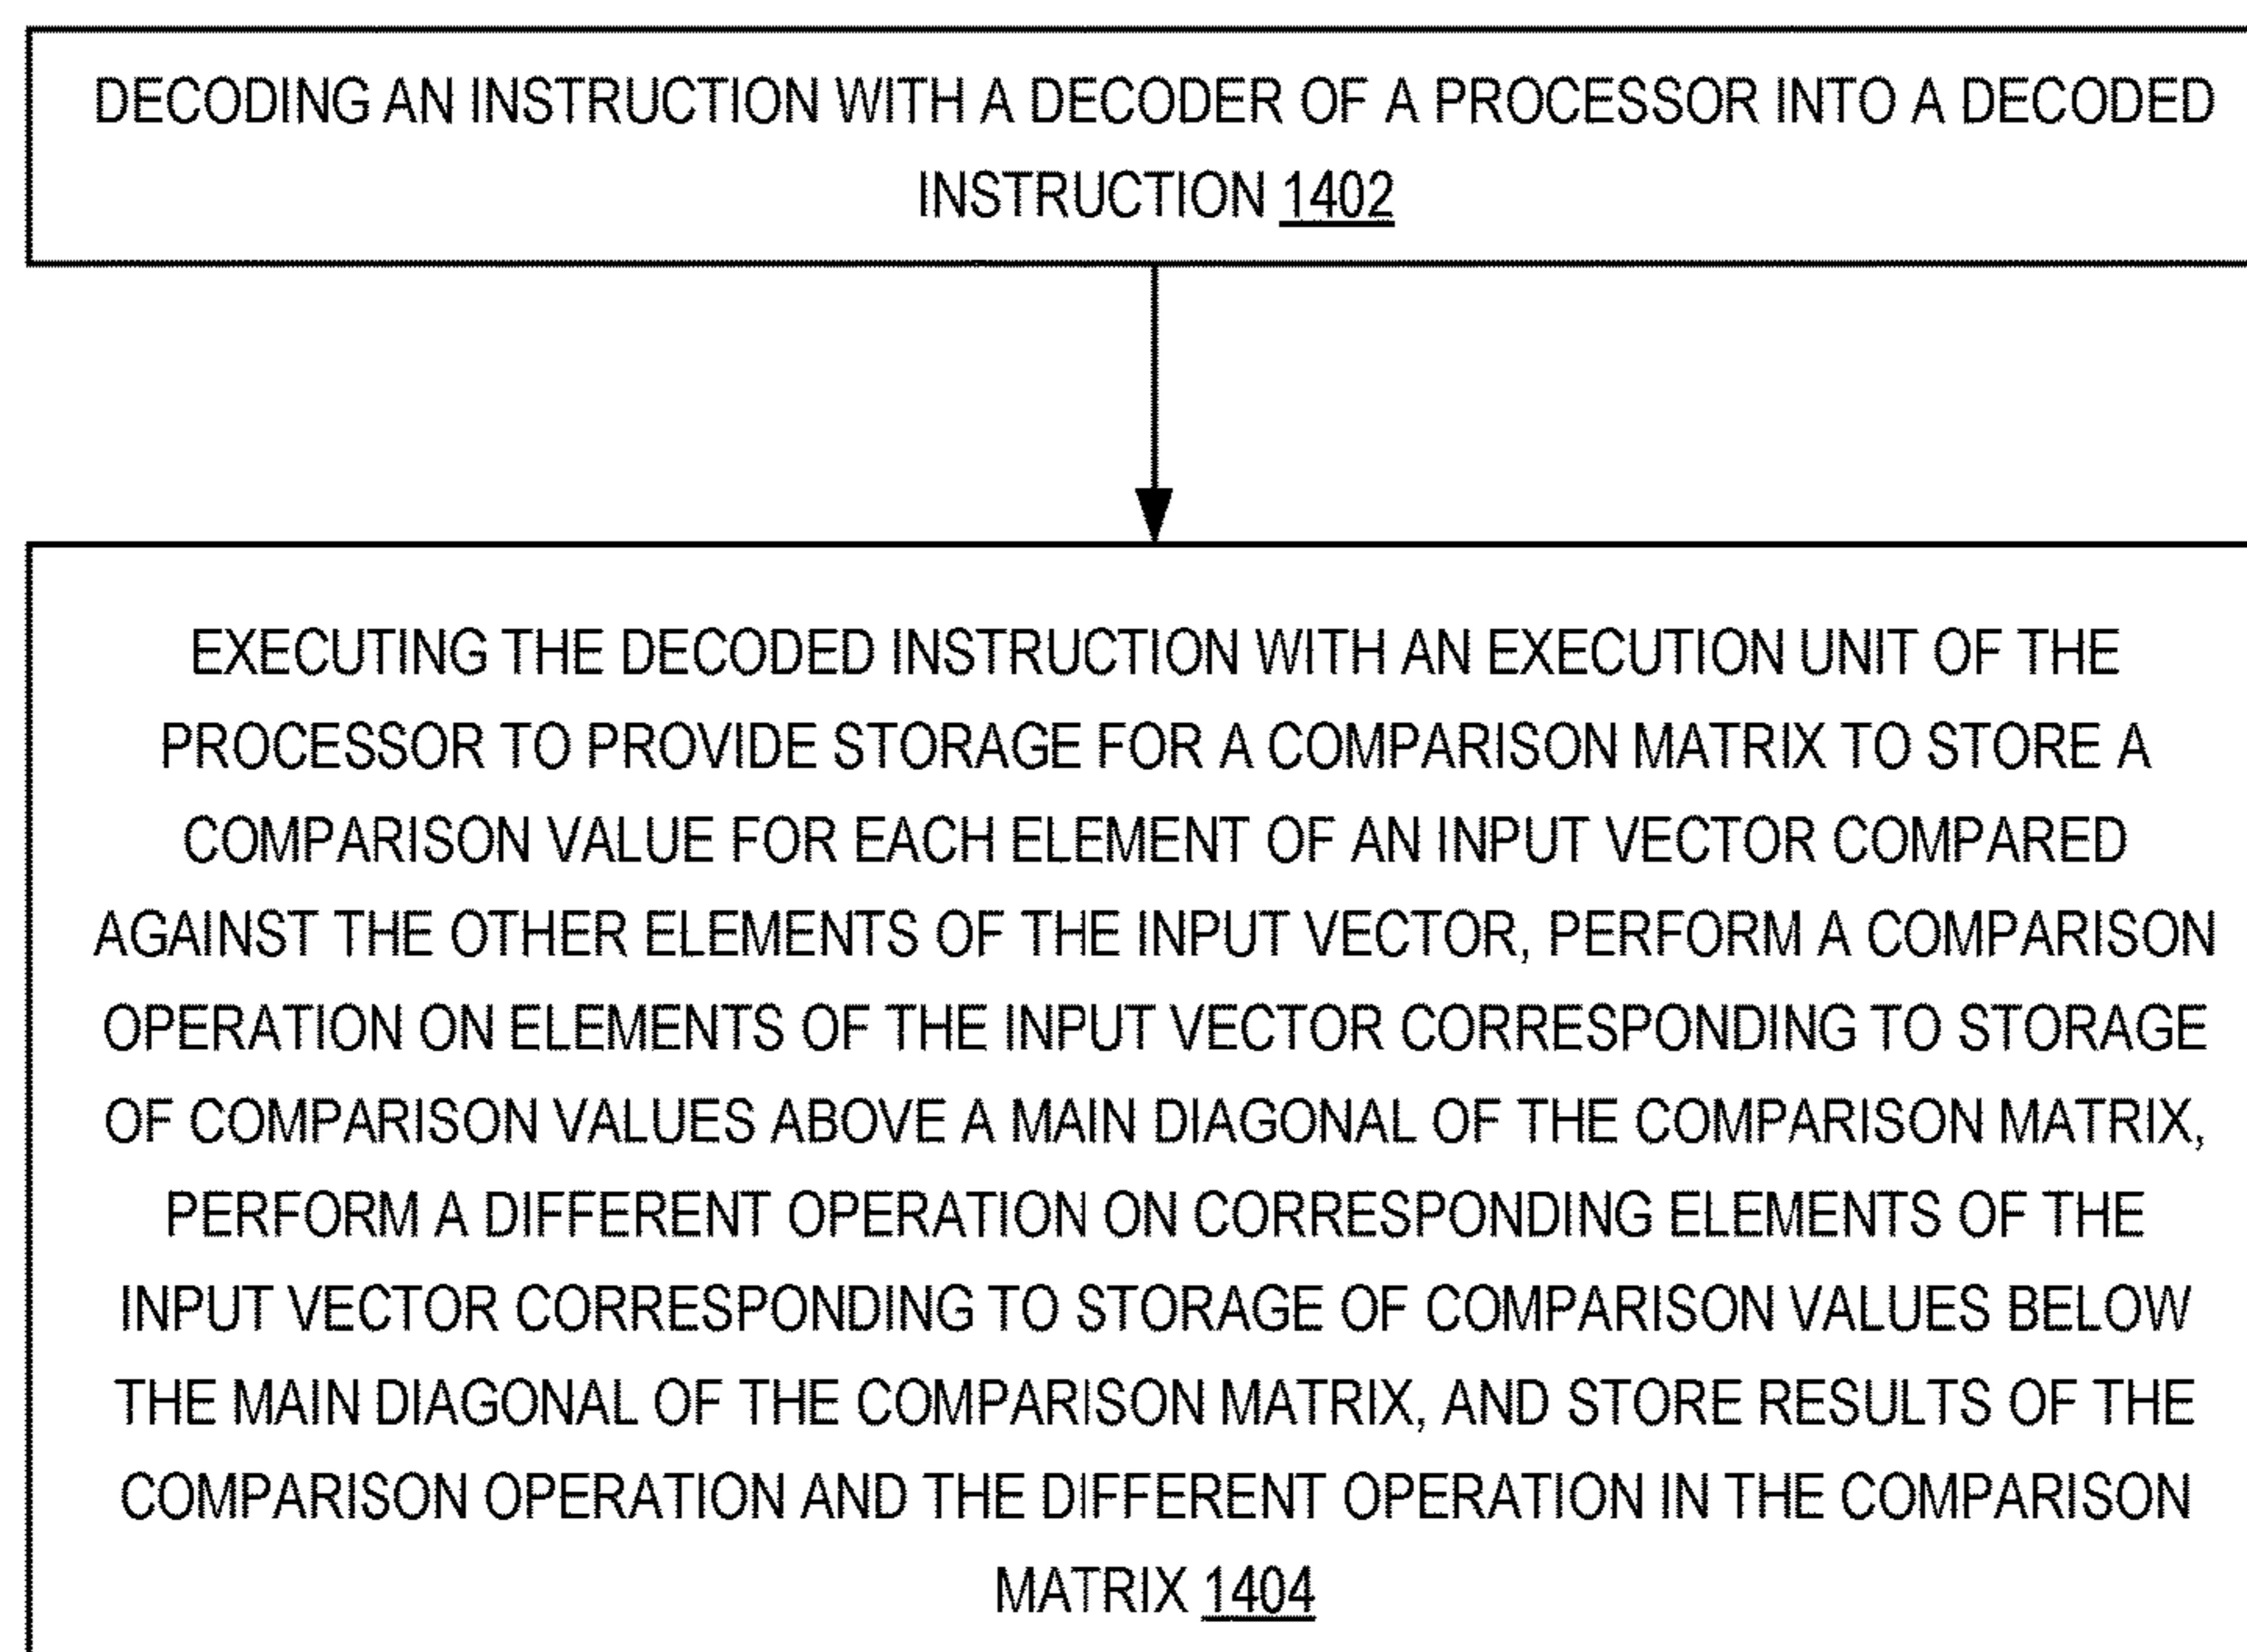 DECODING AN INSTRUCTION WITH A DECODER OF A PROCESSOR INTO A DECODED
INSTRUCTION 1402
EXECUTING THE DECODED INSTRUCTION WITH AN EXECUTION UNIT OF THE
PROCESSOR TO PROVIDE STORAGE FOR A COMPARISON MATRIX TO STORE A
COMPARISON VALUE FOR EACH ELEMENT OF AN INPUT VECTOR COMPARED
AGAINST THE OTHER ELEMENTS OF THE INPUT VECTOR, PERFORM A COMPARISON
OPERATION ON ELEMENTS OF THE INPUT VECTOR CORRESPONDING TO STORAGE
OF COMPARISON VALUES ABOVE A MAIN DIAGONAL OF THE COMPARISON MATRIX,
PERFORM A DIFFERENT OPERATION ON CORRESPONDING ELEMENTS OF THE
INPUT VECTOR CORRESPONDING TO STORAGE OF COMPARISON VALUES BELOW
THE MAIN DIAGONAL OF THE COMPARISON MATRIX, AND STORE RESULTS OF THE
COMPARISON OPERATION AND THE DIFFERENT OPERATION IN THE COMPARISON
MATRIX 1404